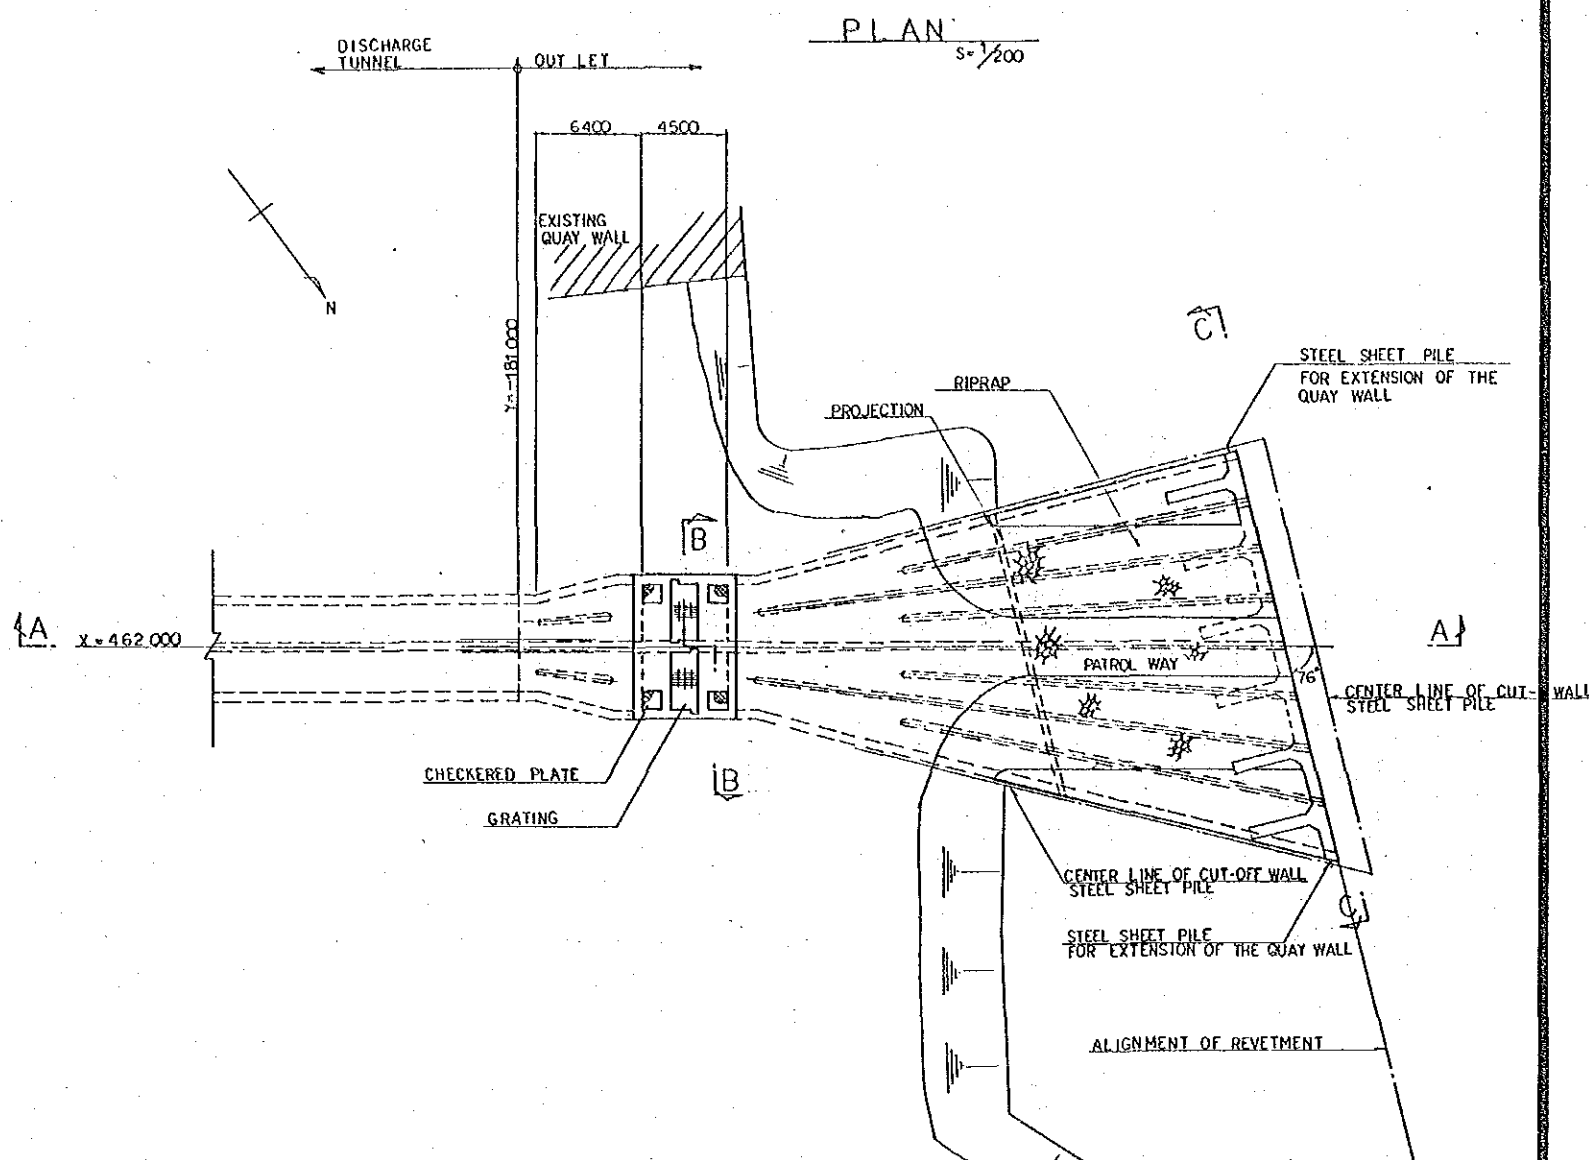 PLAN
S=1/200
DISCHARGE
TUNNEL
OUT LET
6400
4500
EXISTING
QUAY WALL
N
Y=-181.000
C
STEEL SHEET PILE
FOR EXTENSION OF THE
QUAY WALL
RIPRAP
PROJECTION
B
A
X=462.000
A
PATROL WAY
76°
CENTER LINE OF CUT- WALL
STEEL SHEET PILE
CHECKERED PLATE
B
GRATING
CENTER LINE OF CUT-OFF WALL
STEEL SHEET PILE
C
STEEL SHEET PILE
FOR EXTENSION OF THE QUAY WALL
ALIGNMENT OF REVETMENT